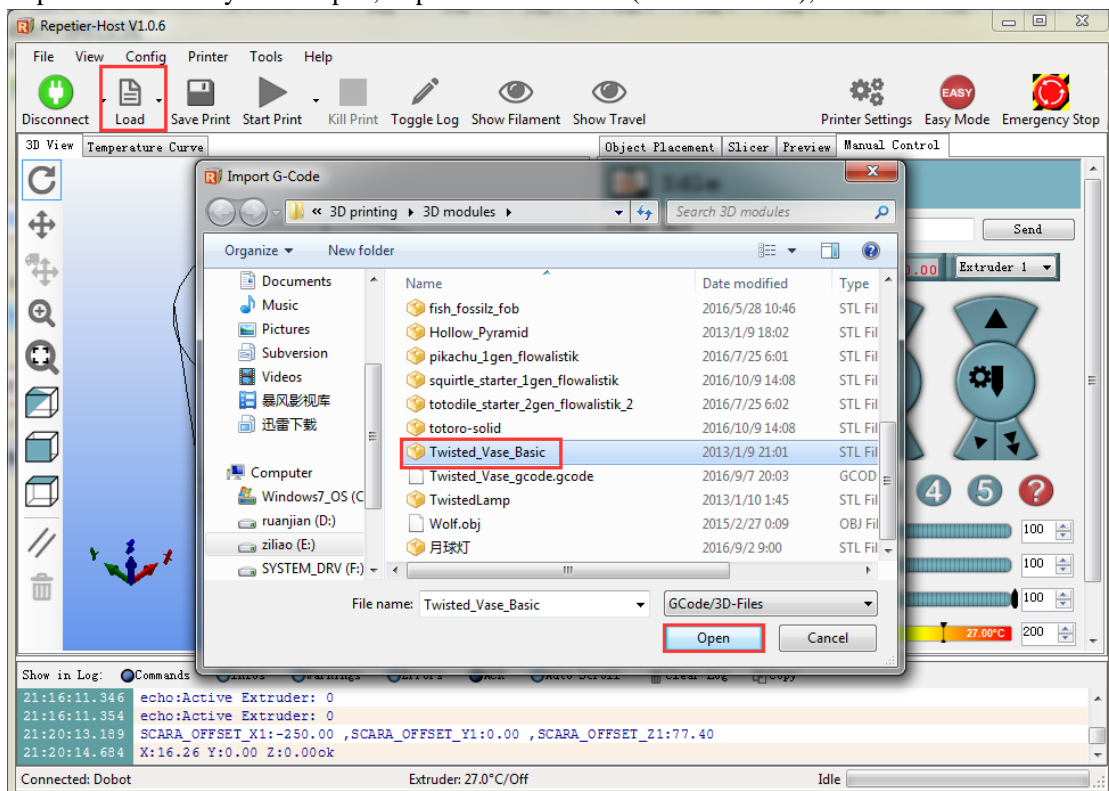 Repetier-Host V1.0.6
File View Config Printer Tools Help
Disconnect Load Save Print Start Print Kill Print Toggle Log Show Filament Show Travel Printer Settings Easy Mode Emergency Stop
EASY
3D View Temperature Curve Object Placement Slicer Preview Manual Control
Import G-Code
Idle
« 3D printing 3D modules Search 3D modules
Send
Organize New folder
Extruder 1
Documents
Music
Pictures
Subversion
Videos
暴风影视库
迅雷下载
Computer
Windows7_OS (C
ruanjian (D:)
ziliao (E:)
SYSTEM_DRV (F:)
Name Date modified Type
fish_fossilz_fob 2016/5/28 10:46 STL Fil
Hollow_Pyramid 2013/1/9 18:02 STL Fil
pikachu_1gen_flowalistik 2016/7/25 6:01 STL Fil
squirtle_starter_1gen_flowalistik 2016/10/9 14:08 STL Fil
totodile_starter_2gen_flowalistik_2 2016/7/25 6:02 STL Fil
totoro-solid 2016/10/9 14:08 STL Fil
Twisted_Vase_Basic 2013/1/9 21:01 STL Fil
Twisted_Vase_gcode.gcode 2016/9/7 20:03 GCOD
TwistedLamp 2013/1/10 1:45 STL Fil
Wolf.obj 2015/2/27 0:09 OBJ Fil
月球灯 2016/9/2 9:00 STL Fil
4 5 ?
100
100
100
27.00°C 200
File name: Twisted_Vase_Basic GCode/3D-Files
Open Cancel
Y Z X
Show in Log: Commands Infos Warnings Errors ACK Auto Scroll Clear Log Copy
21:16:11.346 echo:Active Extruder: 0
21:16:11.354 echo:Active Extruder: 0
21:20:13.189 SCARA_OFFSET_X1:-250.00 ,SCARA_OFFSET_Y1:0.00 ,SCARA_OFFSET_Z1:77.40
21:20:14.684 X:16.26 Y:0.00 Z:0.00ok
Connected: Dobot Extruder: 27.0°C/Off Idle